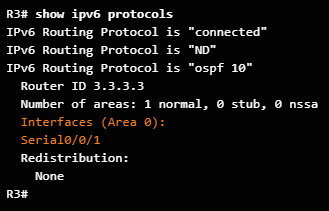 R3# show ipv6 protocols
IPv6 Routing Protocol is "connected"
IPv6 Routing Protocol is "ND"
IPv6 Routing Protocol is "ospf 10"
Router ID 3.3.3.3
Number of areas: 1 normal, 0 stub, 0 nssa
Interfaces (Area 0):
Serial0/0/1
Redistribution:
None
R3#